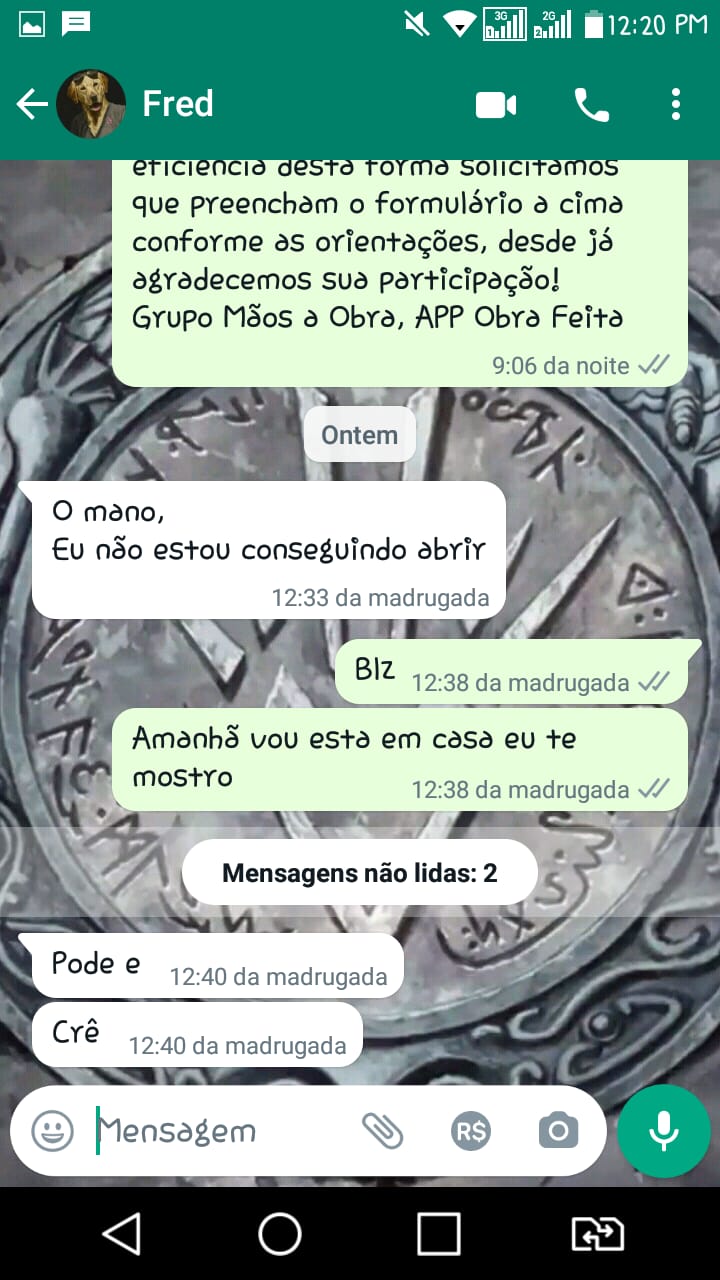 3G
1
2G
2
12:20 PM
Fred
eficiência desta forma solicitamos
que preencham o formulário a cima
conforme as orientações, desde já
agradecemos sua participação!
Grupo Mãos a Obra, APP Obra Feita
9:06 da noite
Ontem
O mano,
Eu não estou conseguindo abrir
12:33 da madrugada
Blz 12:38 da madrugada
Amanhã vou esta em casa eu te
mostro 12:38 da madrugada
Mensagens não lidas: 2
Pode e 12:40 da madrugada
Crê 12:40 da madrugada
Mensagem
R$